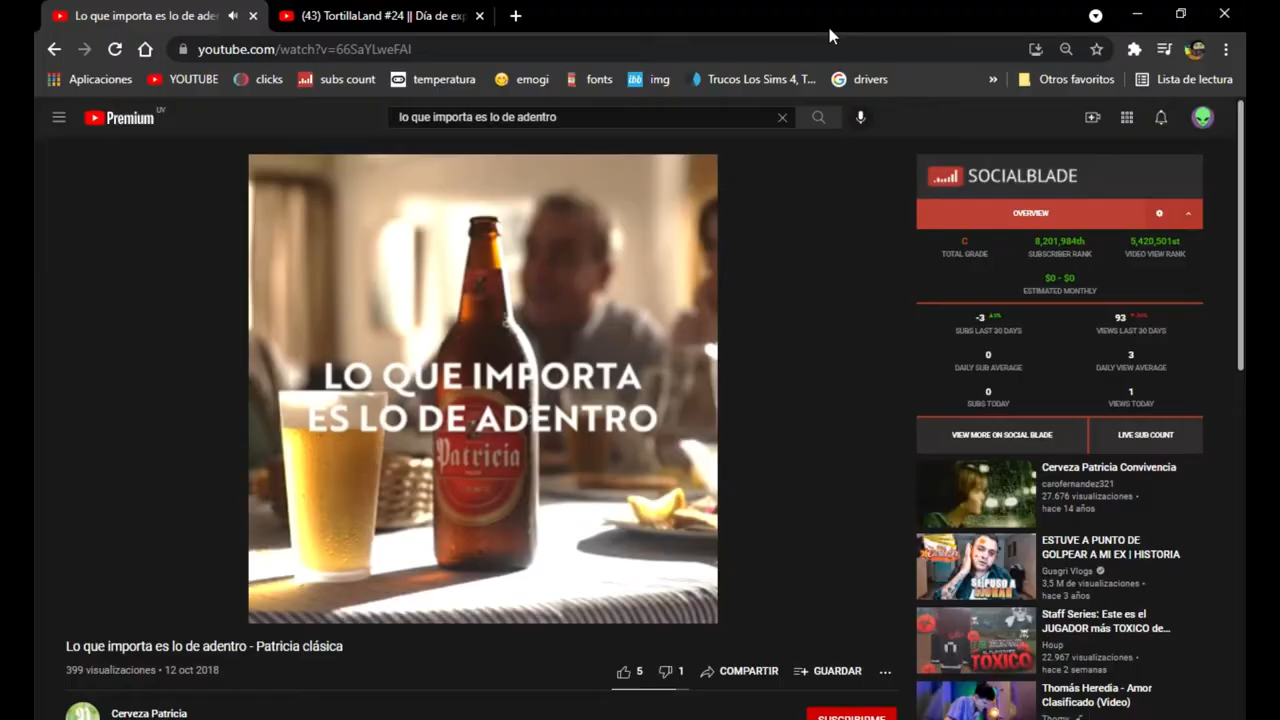 Lo que importa es lo de ader
(43) TortillaLand #24 || Día de exp
youtube.com/watch?v=66SaYLweFAI
Aplicaciones
YOUTUBE
clicks
subs count
temperatura
emogi
fonts
ibb
img
Trucos Los Sims 4, T...
drivers
»
Otros favoritos
Lista de lectura
Premium
UY
lo que importa es lo de adentro
LO QUE IMPORTA
ES LO DE ADENTRO
Patricia
Lo que importa es lo de adentro - Patricia clásica
399 visualizaciones • 12 oct 2018
5
1
COMPARTIR
GUARDAR
...
Cerveza Patricia
SUSCRIBIRME
SOCIALBLADE
OVERVIEW
C
TOTAL GRADE
8,201,984th
SUBSCRIBER RANK
5,420,501st
VIDEO VIEW RANK
$0 - $0
ESTIMATED MONTHLY
-3
SUBS LAST 30 DAYS
93
VIEWS LAST 30 DAYS
0
DAILY SUB AVERAGE
3
DAILY VIEW AVERAGE
0
SUBS TODAY
1
VIEWS TODAY
VIEW MORE ON SOCIAL BLADE
LIVE SUB COUNT
Cerveza Patricia Convivencia
carofernandez321
27.676 visualizaciones •
hace 14 años
SE PUSO A
LLORAR
ESTUVE A PUNTO DE
GOLPEAR A MI EX | HISTORIA
Gusgri Vlogs
3,5 M de visualizaciones •
hace 3 años
TOXICO
Staff Series: Este es el
JUGADOR más TOXICO de...
Houp
22.967 visualizaciones •
hace 2 semanas
Thomás Heredia - Amor
Clasificado (Video)